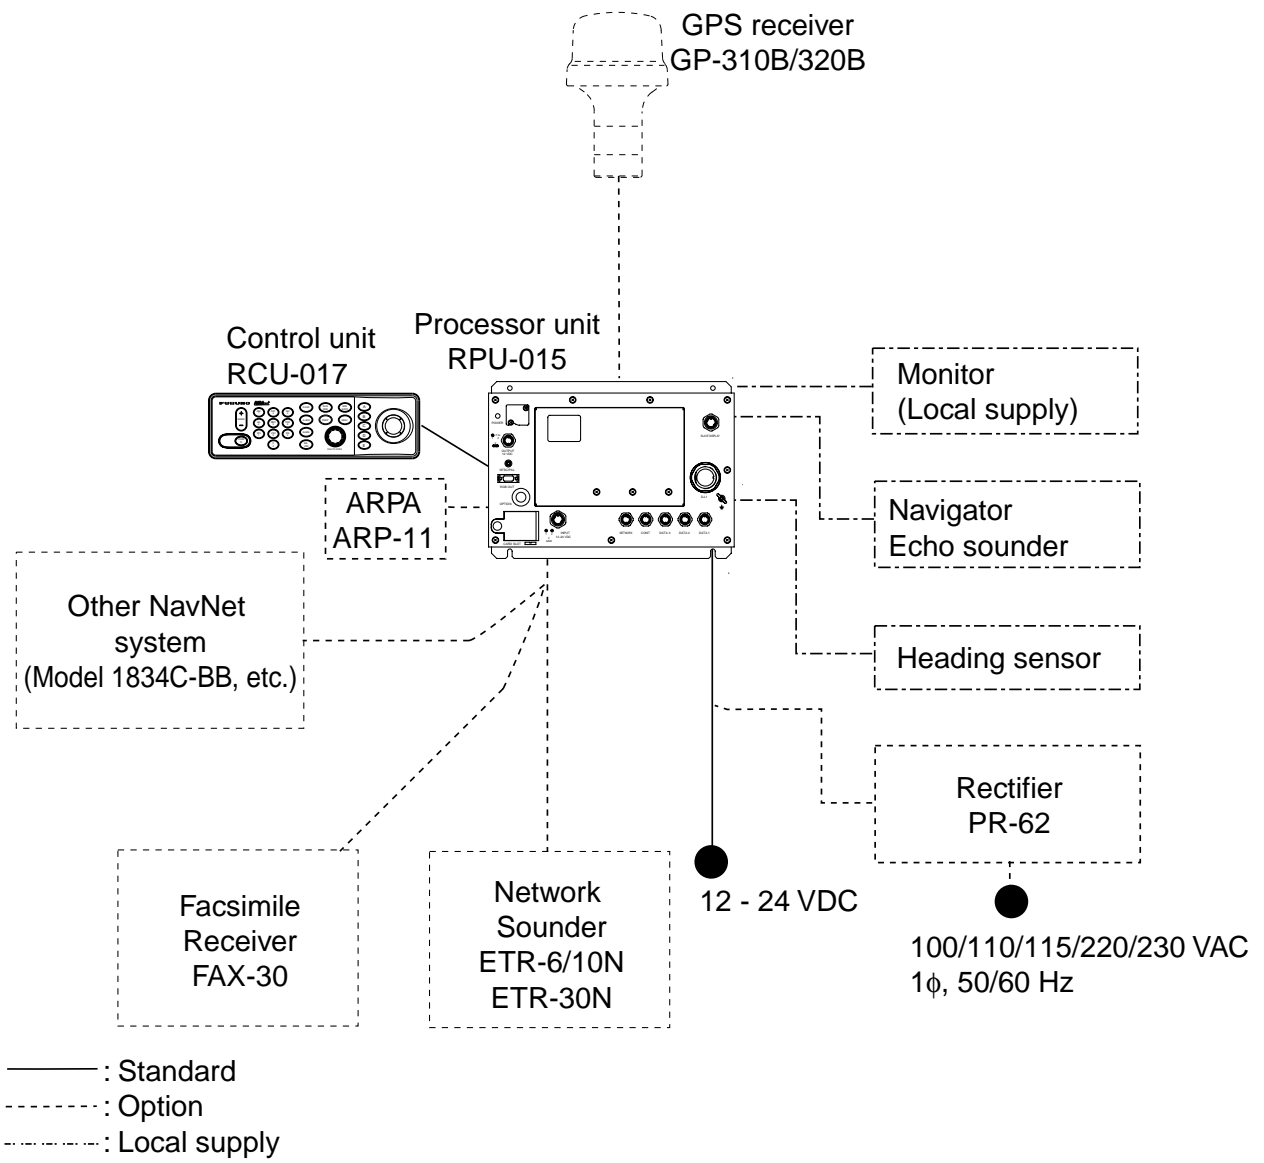 GPS receiver
GP-310B/320B
Control unit
RCU-017
Processor unit
RPU-015
FURUNO
Monitor
(Local supply)
ARPA
ARP-11
Navigator
Echo sounder
Other NavNet
system
(Model 1834C-BB, etc.)
Heading sensor
Rectifier
PR-62
Facsimile
Receiver
FAX-30
Network
Sounder
ETR-6/10N
ETR-30N
12 - 24 VDC
100/110/115/220/230 VAC
1ϕ, 50/60 Hz
: Standard
: Option
: Local supply